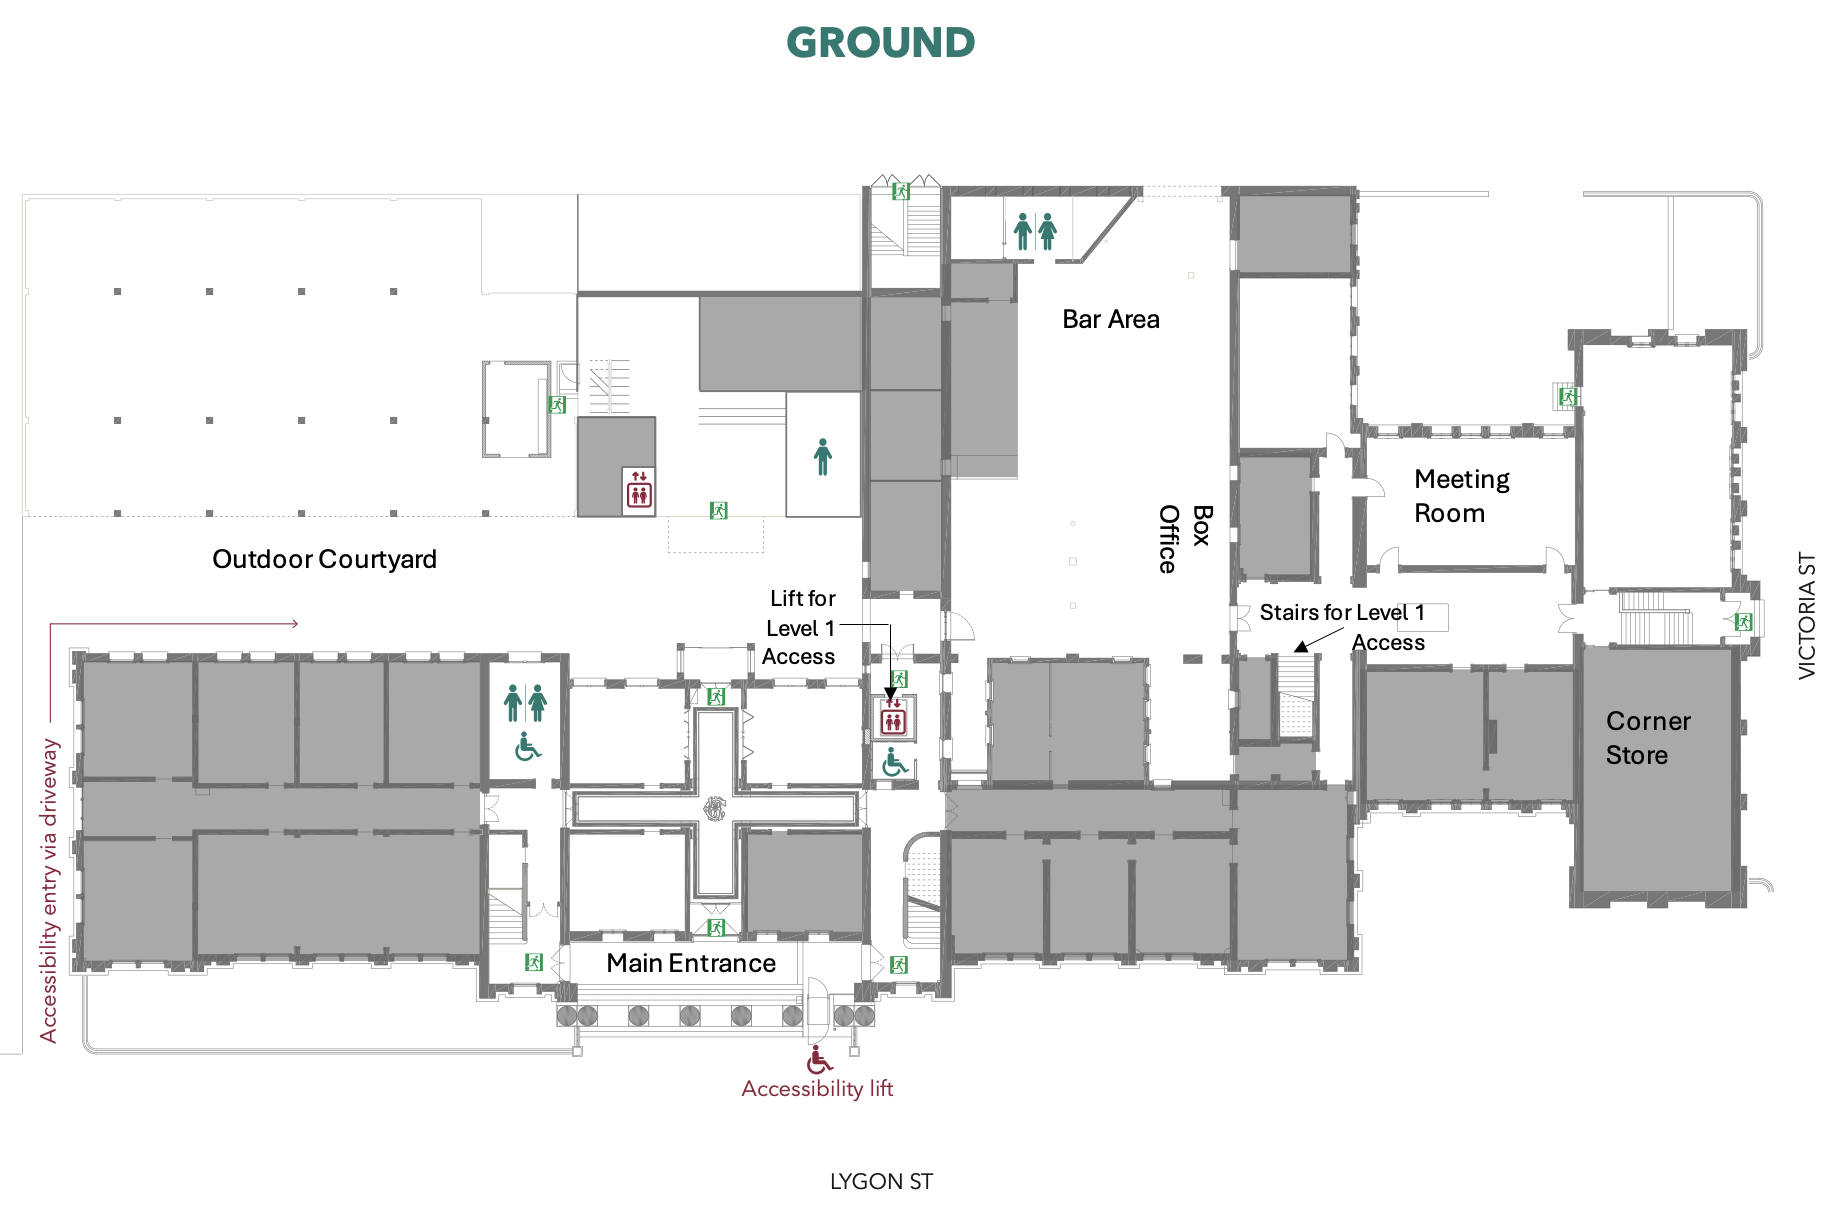 GROUND
Bar Area
Meeting
Room
Box
Office
Outdoor Courtyard
Lift for
Level 1
Access
Stairs for Level 1
Access
VICTORIA ST
Corner
Store
Accessibility entry via driveway
Main Entrance
Accessibility lift
LYGON ST